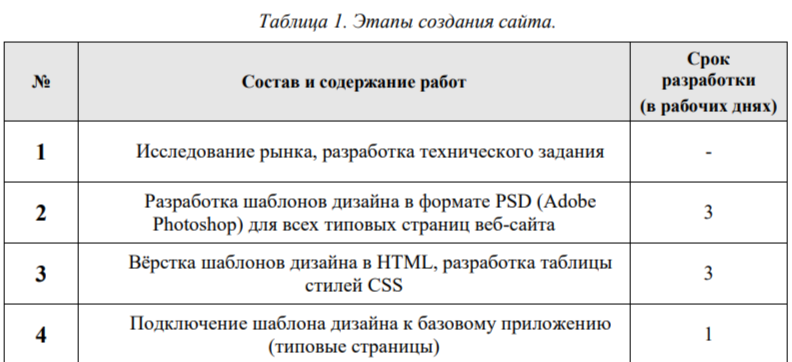 Таблица 1. Этапы создания сайта.
№
Состав и содержание работ
Срок
разработки
(в рабочих днях)
1
Исследование рынка, разработка технического задания
-
2
Разработка шаблонов дизайна в формате PSD (Adobe
Photoshop) для всех типовых страниц веб-сайта
3
3
Вёрстка шаблонов дизайна в HTML, разработка таблицы
стилей CSS
3
4
Подключение шаблона дизайна к базовому приложению
(типовые страницы)
1